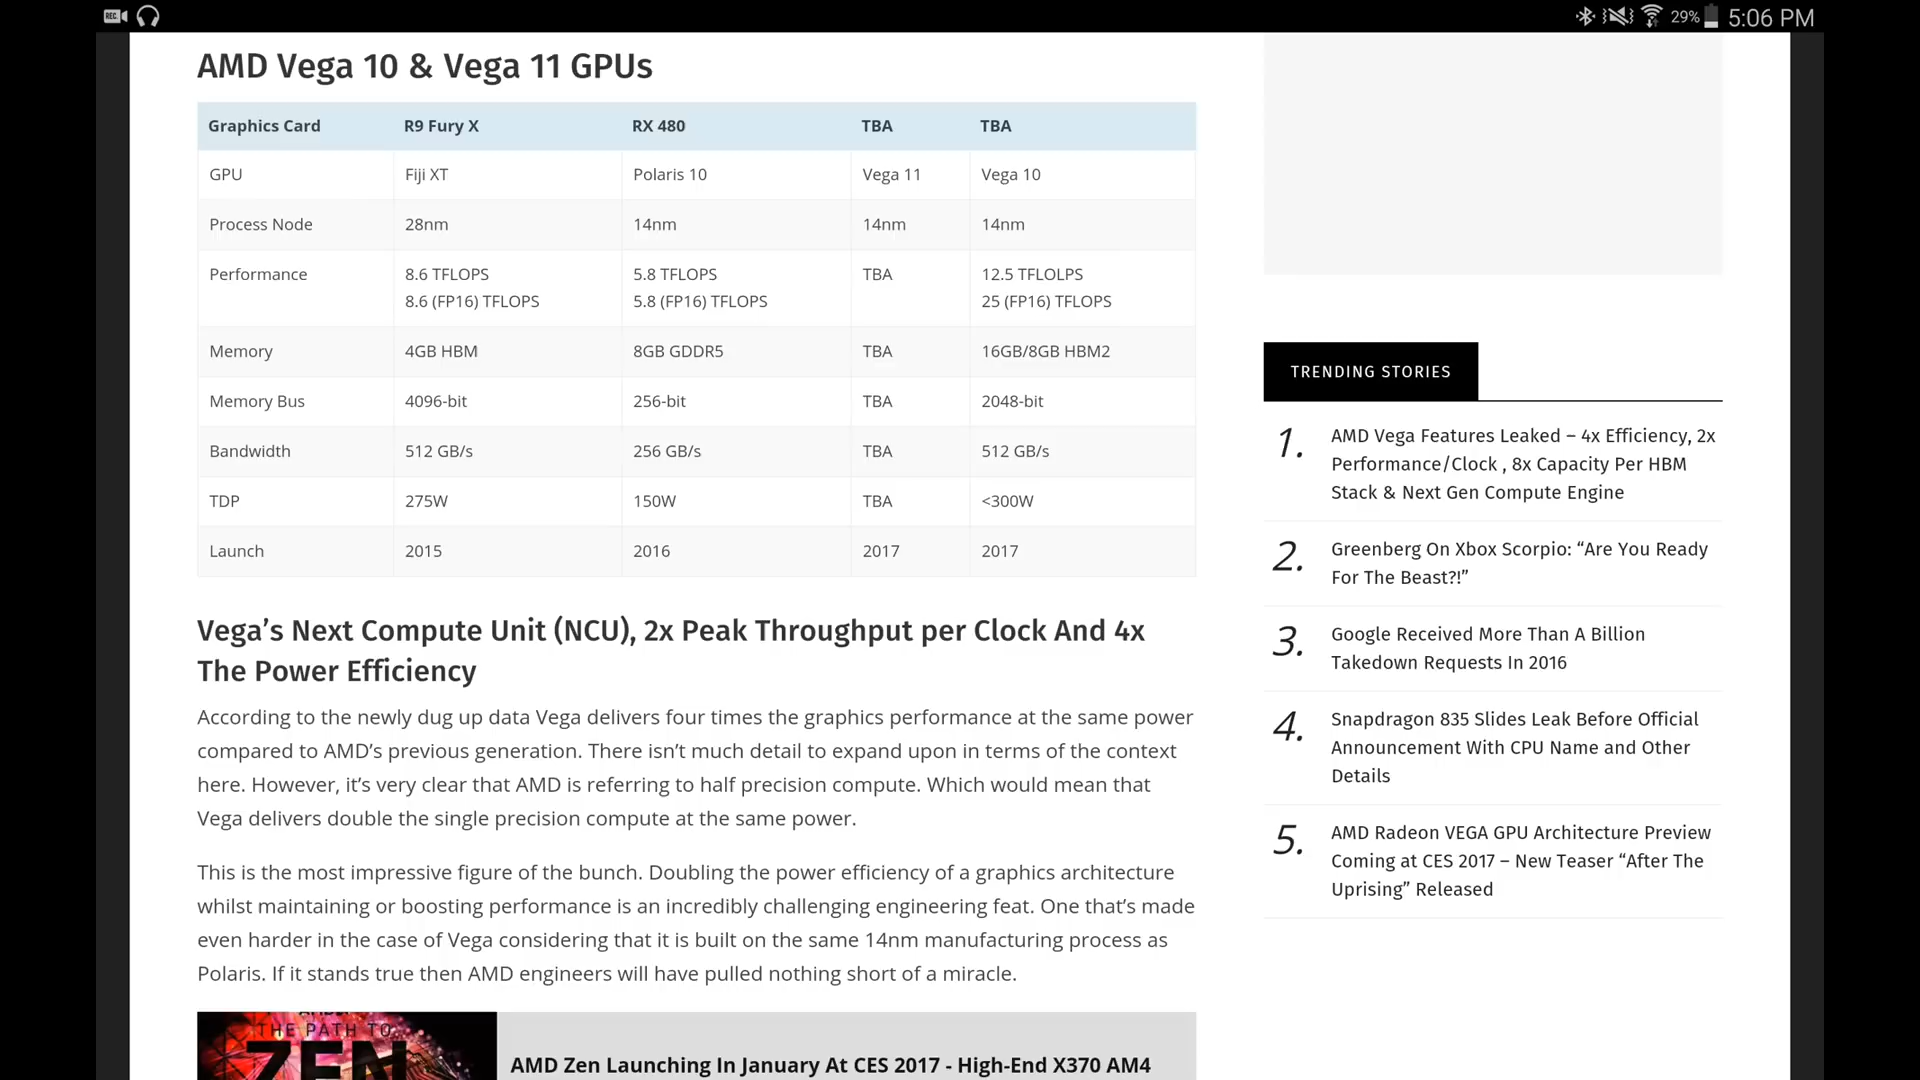 REC
29% 5:06 PM
AMD Vega 10 & Vega 11 GPUs
Graphics Card R9 Fury X RX 480 TBA TBA
GPU Fiji XT Polaris 10 Vega 11 Vega 10
Process Node 28nm 14nm 14nm 14nm
Performance 8.6 TFLOPS 5.8 TFLOPS TBA 12.5 TFLOLPS
8.6 (FP16) TFLOPS 5.8 (FP16) TFLOPS 25 (FP16) TFLOPS
Memory 4GB HBM 8GB GDDR5 TBA 16GB/8GB HBM2
Memory Bus 4096-bit 256-bit TBA 2048-bit
Bandwidth 512 GB/s 256 GB/s TBA 512 GB/s
TDP 275W 150W TBA <300W
Launch 2015 2016 2017 2017
Vega’s Next Compute Unit (NCU), 2x Peak Throughput per Clock And 4x
The Power Efficiency
According to the newly dug up data Vega delivers four times the graphics performance at the same power
compared to AMD’s previous generation. There isn’t much detail to expand upon in terms of the context
here. However, it’s very clear that AMD is referring to half precision compute. Which would mean that
Vega delivers double the single precision compute at the same power.
This is the most impressive figure of the bunch. Doubling the power efficiency of a graphics architecture
whilst maintaining or boosting performance is an incredibly challenging engineering feat. One that’s made
even harder in the case of Vega considering that it is built on the same 14nm manufacturing process as
Polaris. If it stands true then AMD engineers will have pulled nothing short of a miracle.
THE PATH TO
ZEN
AMD Zen Launching In January At CES 2017 - High-End X370 AM4
TRENDING STORIES
1. AMD Vega Features Leaked – 4x Efficiency, 2x
Performance/Clock , 8x Capacity Per HBM
Stack & Next Gen Compute Engine
2. Greenberg On Xbox Scorpio: “Are You Ready
For The Beast?!”
3. Google Received More Than A Billion
Takedown Requests In 2016
4. Snapdragon 835 Slides Leak Before Official
Announcement With CPU Name and Other
Details
5. AMD Radeon VEGA GPU Architecture Preview
Coming at CES 2017 – New Teaser “After The
Uprising” Released